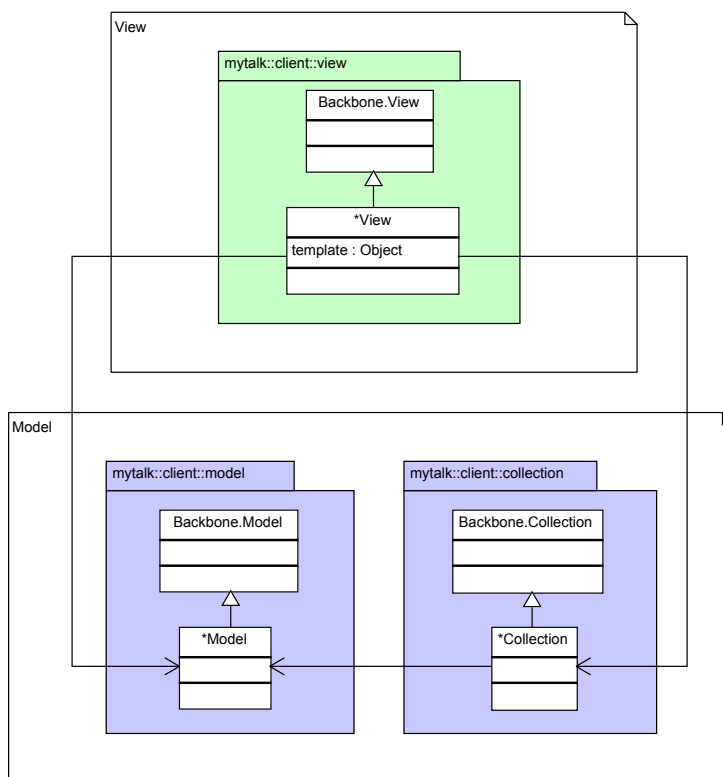 View
mytalk::client::view
Backbone.View
*View
template : Object
Model
mytalk::client::model
mytalk::client::collection
Backbone.Model
Backbone.Collection
*Model
*Collection